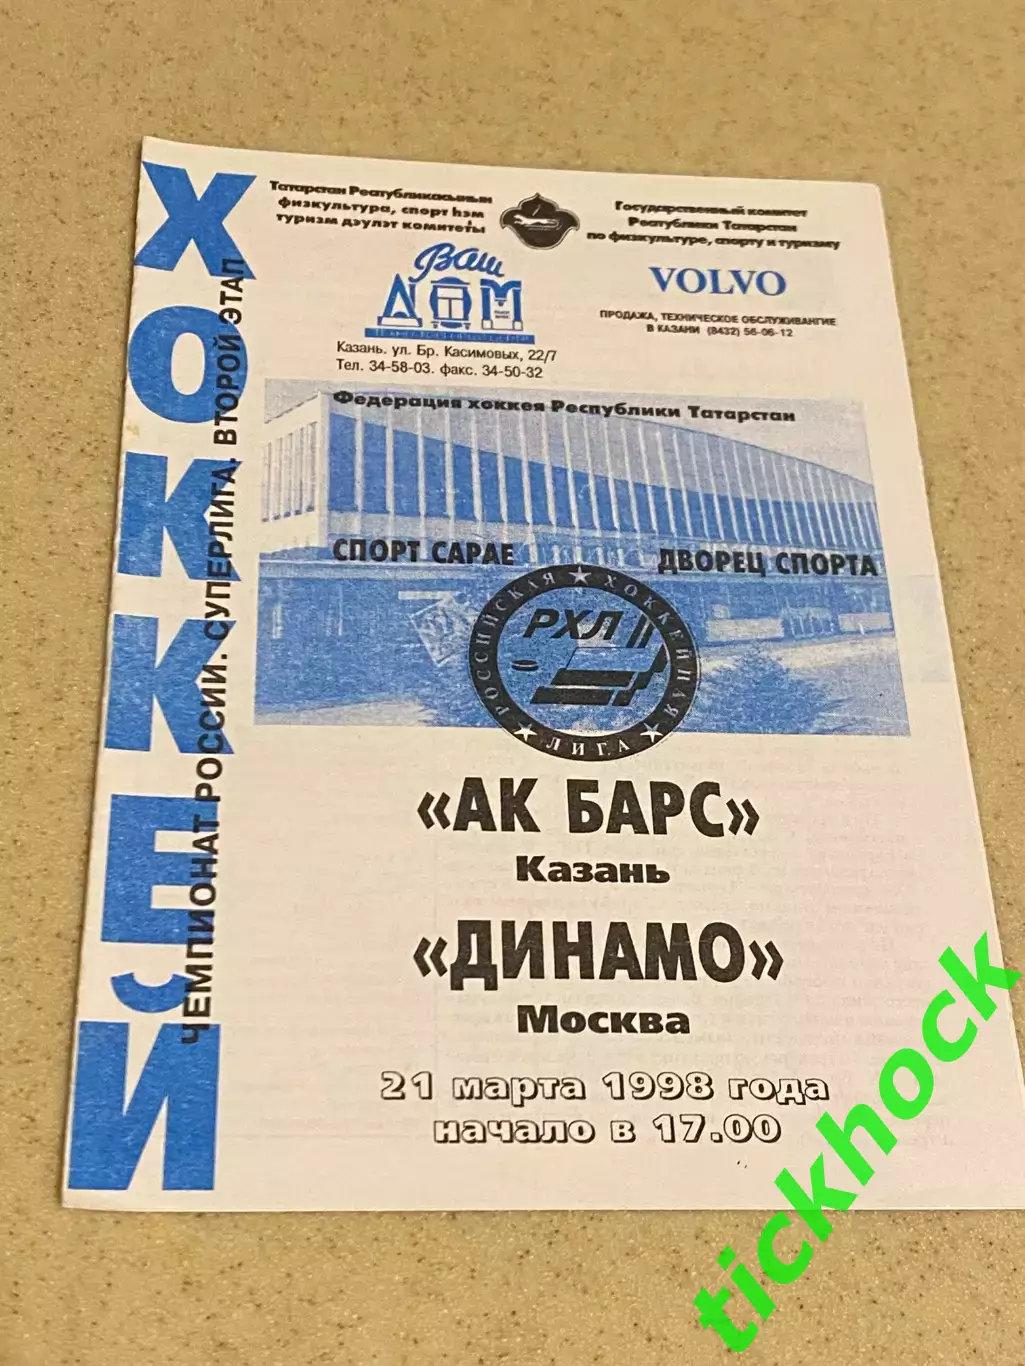 ХОККЕЙ
ЧЕМПИОНАТ РОССИИ. СУПЕРЛИГА. ВТОРОЙ ЭТАП
Татарстан Республикасының
физкультура, спорт һәм
туризм дәүләт комитеты
Государственный комитет
Республики Татарстан
по физкультуре, спорту и туризму
Ваш
ДОМ
Казань. ул. Бр. Касимовых, 22/7
Тел. 34-58-03. факс. 34-50-32
VOLVO
ПРОДАЖА, ТЕХНИЧЕСКОЕ ОБСЛУЖИВАНГИЕ
В КАЗАНИ (8432) 56-06-12
Федерация хоккея Республики Татарстан
СПОРТ САРАЕ
ДВОРЕЦ СПОРТА
РОССИЙСКАЯ ХОККЕЙНАЯ ЛИГА
РХЛ
«АК БАРС»
Казань
«ДИНАМО»
Москва
21 марта 1998 года
начало в 17.00
tickhock